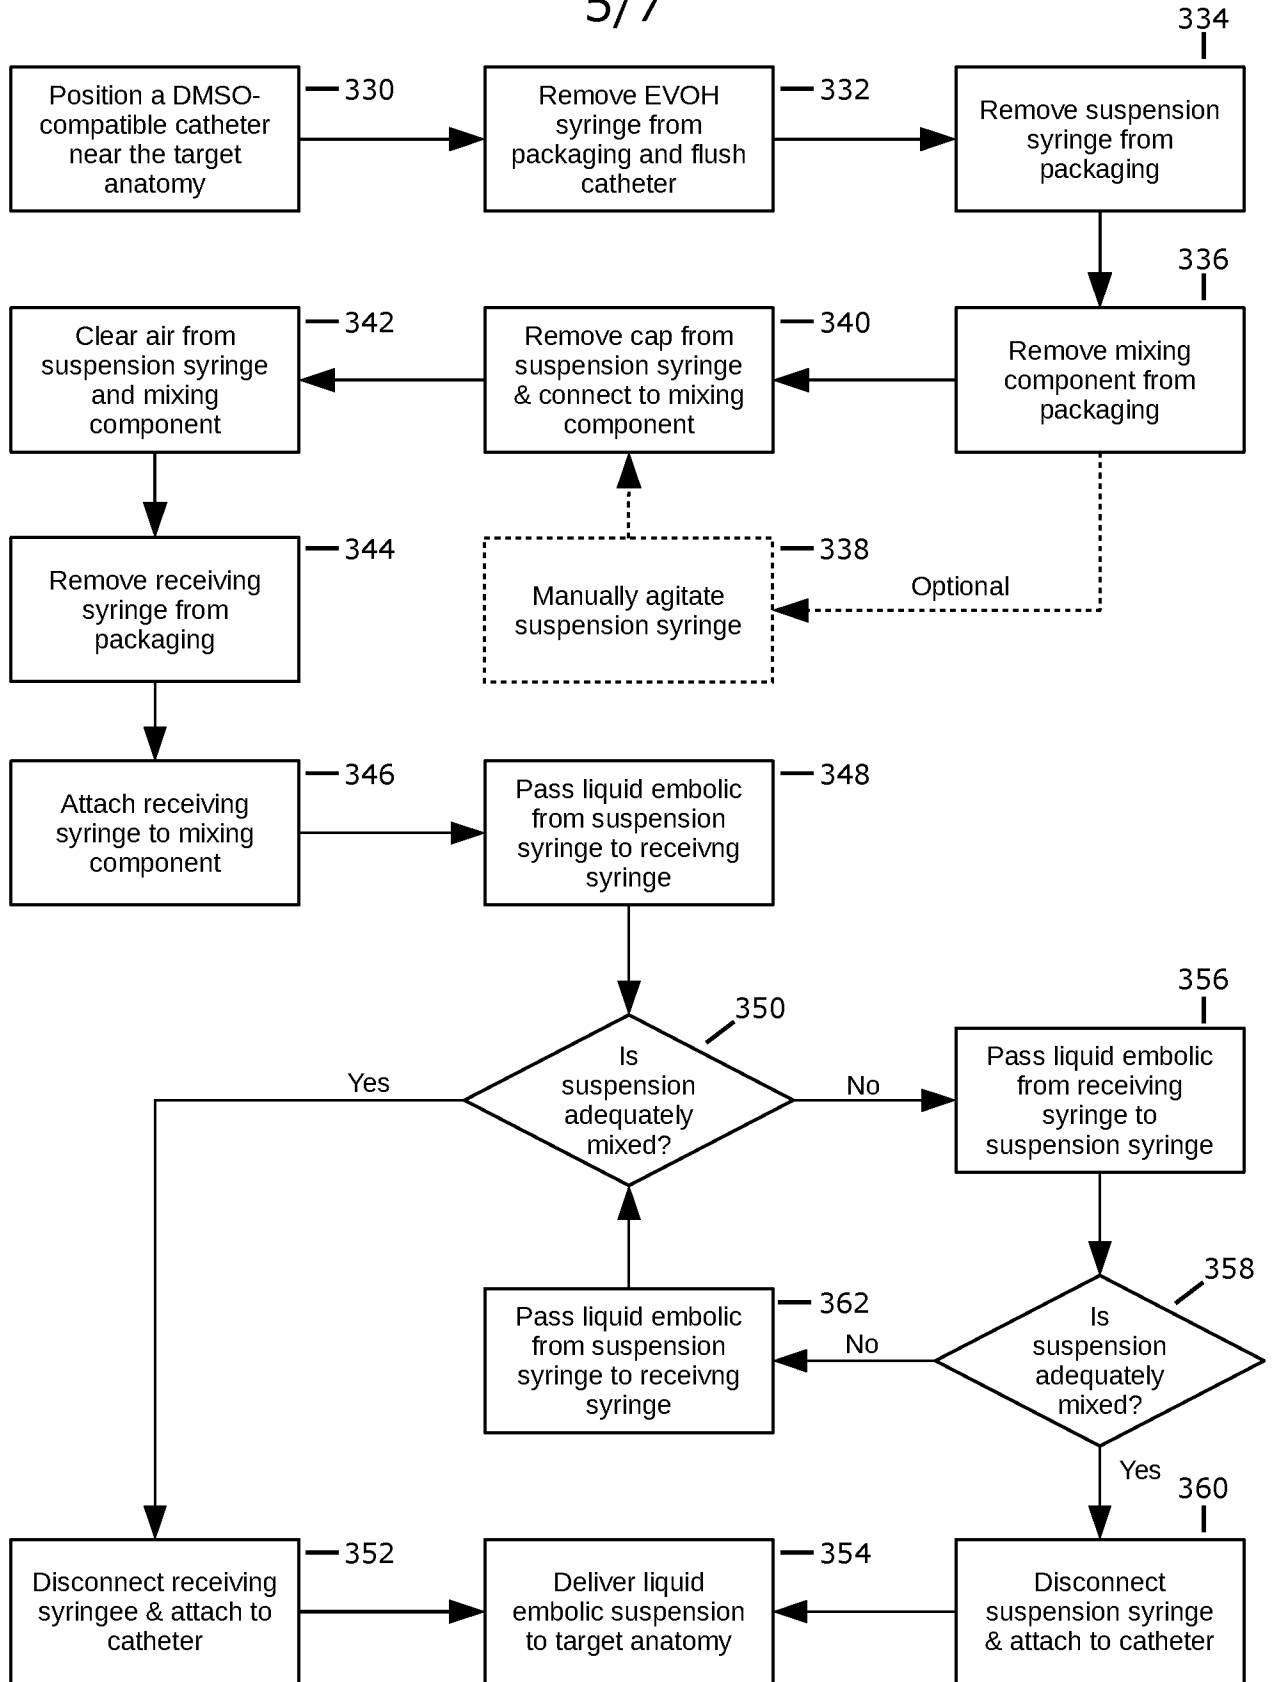 5/7
334
Position a DMSO-
compatible catheter
near the target
anatomy
330
Remove EVOH
syringe from
packaging and flush
catheter
332
Remove suspension
syringe from
packaging
336
Remove mixing
component from
packaging
340
Remove cap from
suspension syringe
& connect to mixing
component
342
Clear air from
suspension syringe
and mixing
component
338
Manually agitate
suspension syringe
Optional
344
Remove receiving
syringe from
packaging
346
Attach receiving
syringe to mixing
component
348
Pass liquid embolic
from suspension
syringe to receivng
syringe
350
Is
suspension
adequately
mixed?
Yes
No
356
Pass liquid embolic
from receiving
syringe to
suspension syringe
358
Is
suspension
adequately
mixed?
No
362
Pass liquid embolic
from suspension
syringe to receivng
syringe
Yes
360
Disconnect
suspension syringe
& attach to catheter
352
Disconnect receiving
syringee & attach to
catheter
354
Deliver liquid
embolic suspension
to target anatomy